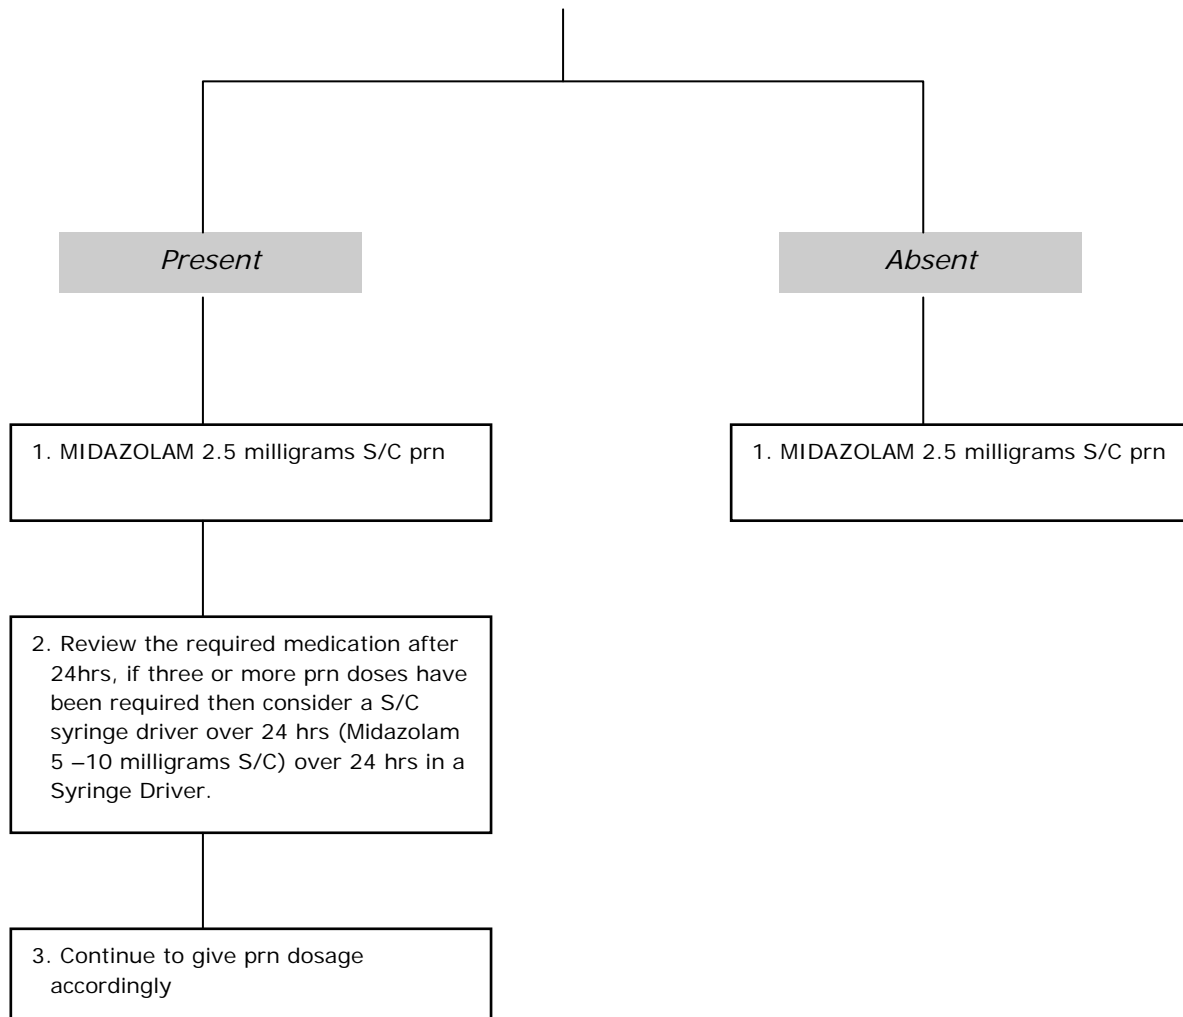 Present
Absent
1. MIDAZOLAM 2.5 milligrams S/C prn
1. MIDAZOLAM 2.5 milligrams S/C prn
2. Review the required medication after
24hrs, if three or more prn doses have
been required then consider a S/C
syringe driver over 24 hrs (Midazolam
5 –10 milligrams S/C) over 24 hrs in a
Syringe Driver.
3. Continue to give prn dosage
accordingly